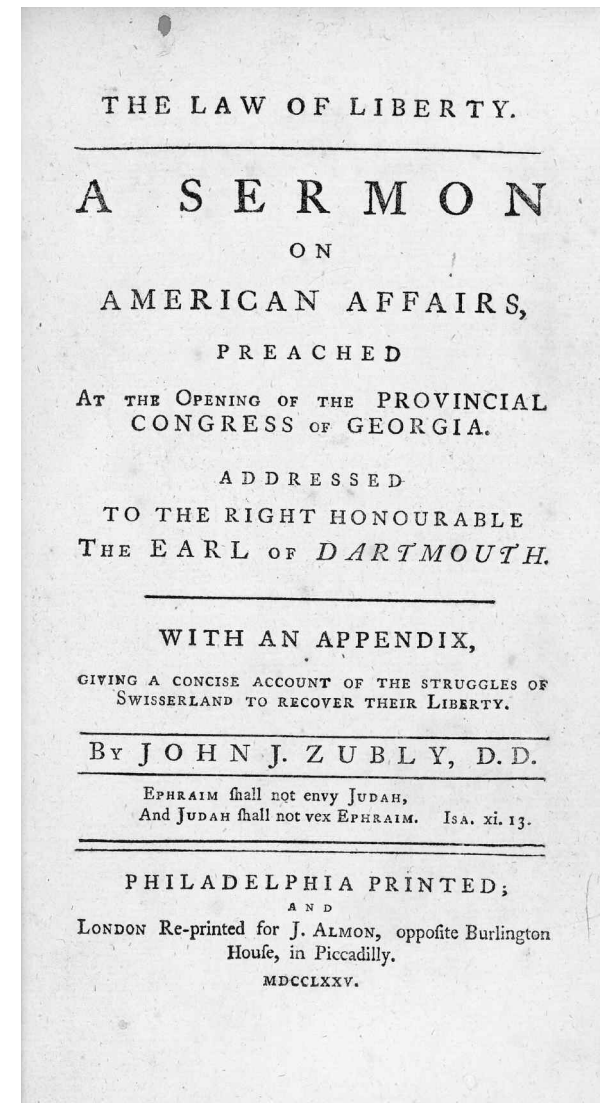 THE LAW OF LIBERTY.
A SERMON
ON
AMERICAN AFFAIRS,
PREACHED
AT THE OPENING OF THE PROVINCIAL
CONGRESS OF GEORGIA.
ADDRESSED
TO THE RIGHT HONOURABLE
THE EARL OF DARTMOUTH.
WITH AN APPENDIX,
GIVING A CONCISE ACCOUNT OF THE STRUGGLES OF
SWISSERLAND TO RECOVER THEIR LIBERTY.
BY JOHN J. ZUBLY, D. D.
EPHRAIM ſhall not envy JUDAH,
And JUDAH ſhall not vex EPHRAIM. ISA. xi. 13.
PHILADELPHIA PRINTED;
AND
LONDON Re-printed for J. ALMON, oppoſite Burlington
Houſe, in Piccadilly.
MDCCLXXV.